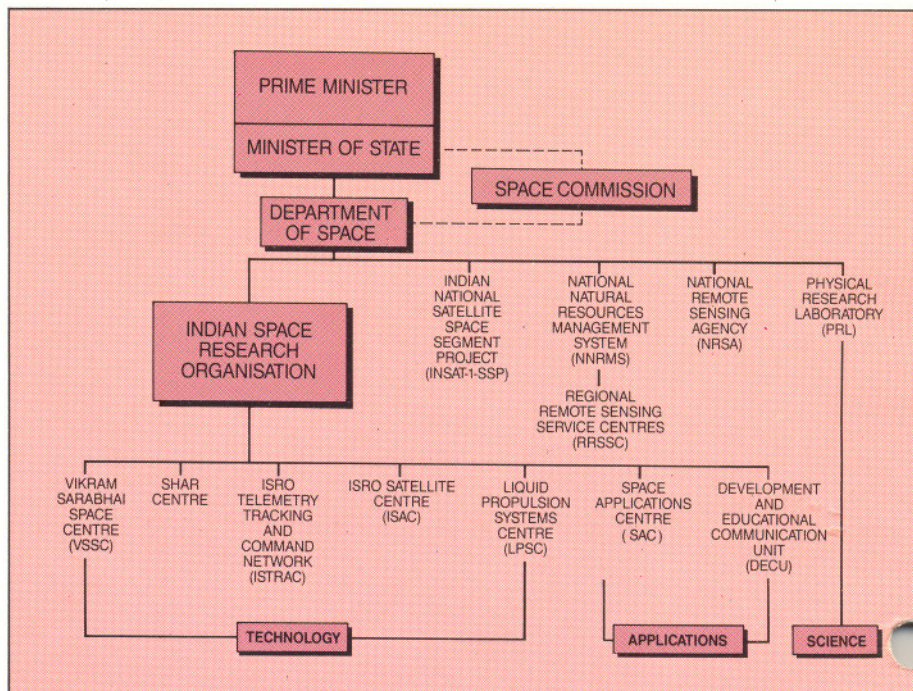 PRIME MINISTER
MINISTER OF STATE
SPACE COMMISSION
DEPARTMENT
OF SPACE
INDIAN SPACE
RESEARCH
ORGANISATION
INDIAN
NATIONAL
SATELLITE
SPACE
SEGMENT
PROJECT
(INSAT-1-SSP)
NATIONAL
NATURAL
RESOURCES
MANAGEMENT
SYSTEM
(NNRMS)
REGIONAL
REMOTE SENSING
SERVICE CENTRES
(RRSSC)
NATIONAL
REMOTE
SENSING
AGENCY
(NRSA)
PHYSICAL
RESEARCH
LABORATORY
(PRL)
VIKRAM
SARABHAI
SPACE
CENTRE
(VSSC)
SHAR
CENTRE
ISRO
TELEMETRY
TRACKING
AND
COMMAND
NETWORK
(ISTRAC)
ISRO SATELLITE
CENTRE
(ISAC)
LIQUID
PROPULSION
SYSTEMS
CENTRE
(LPSC)
SPACE
APPLICATIONS
CENTRE
(SAC)
DEVELOPMENT
AND
EDUCATIONAL
COMMUNICATION
UNIT
(DECU)
TECHNOLOGY
APPLICATIONS
SCIENCE